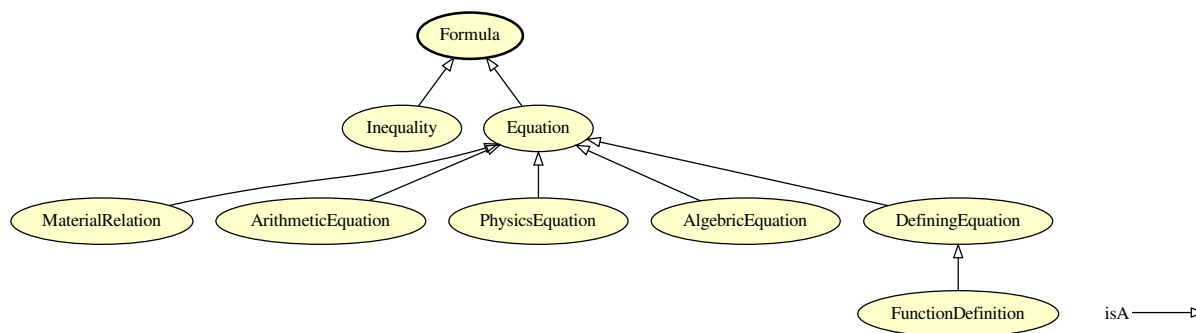 Formula
Inequality
Equation
MaterialRelation
ArithmeticEquation
PhysicsEquation
AlgebricEquation
DefiningEquation
FunctionDefinition
isA